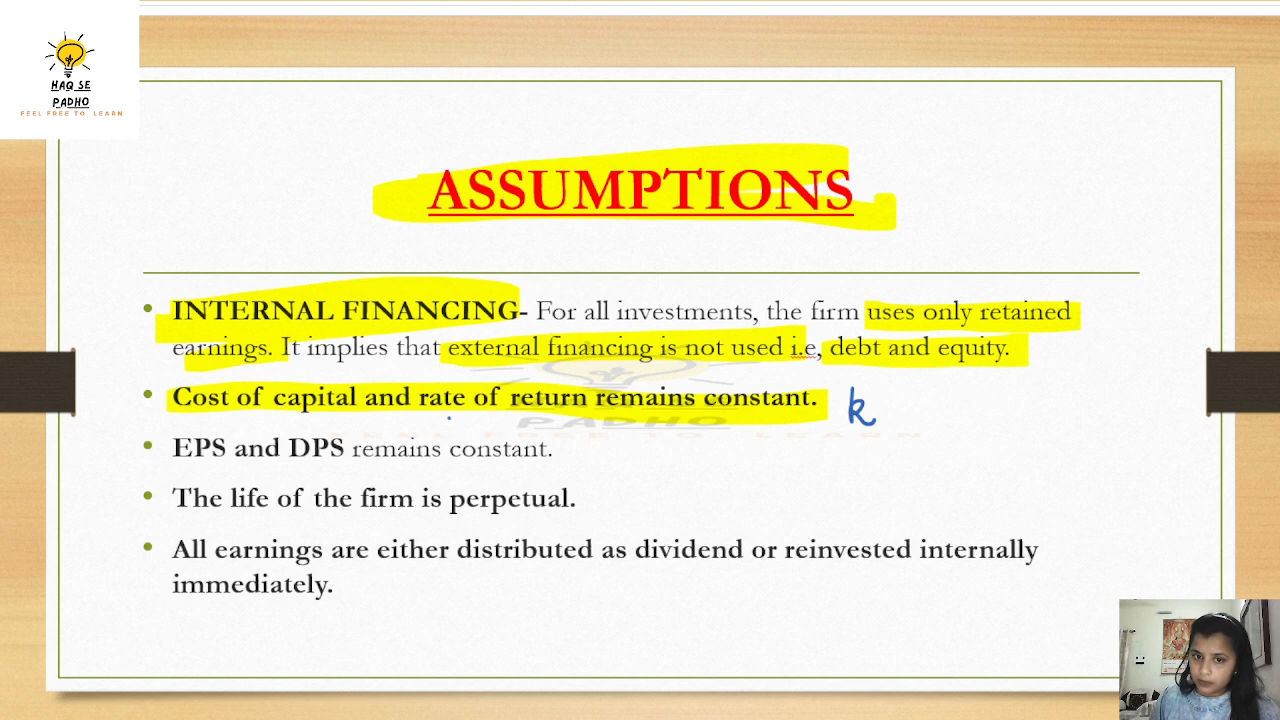 HAQ SE
PADHO
FEEL FREE TO LEARN
ASSUMPTIONS
• INTERNAL FINANCING- For all investments, the firm uses only retained
earnings. It implies that external financing is not used i.e, debt and equity.
• Cost of capital and rate of return remains constant. k
PADHO
• EPS and DPS remains constant.
• The life of the firm is perpetual.
• All earnings are either distributed as dividend or reinvested internally
immediately.